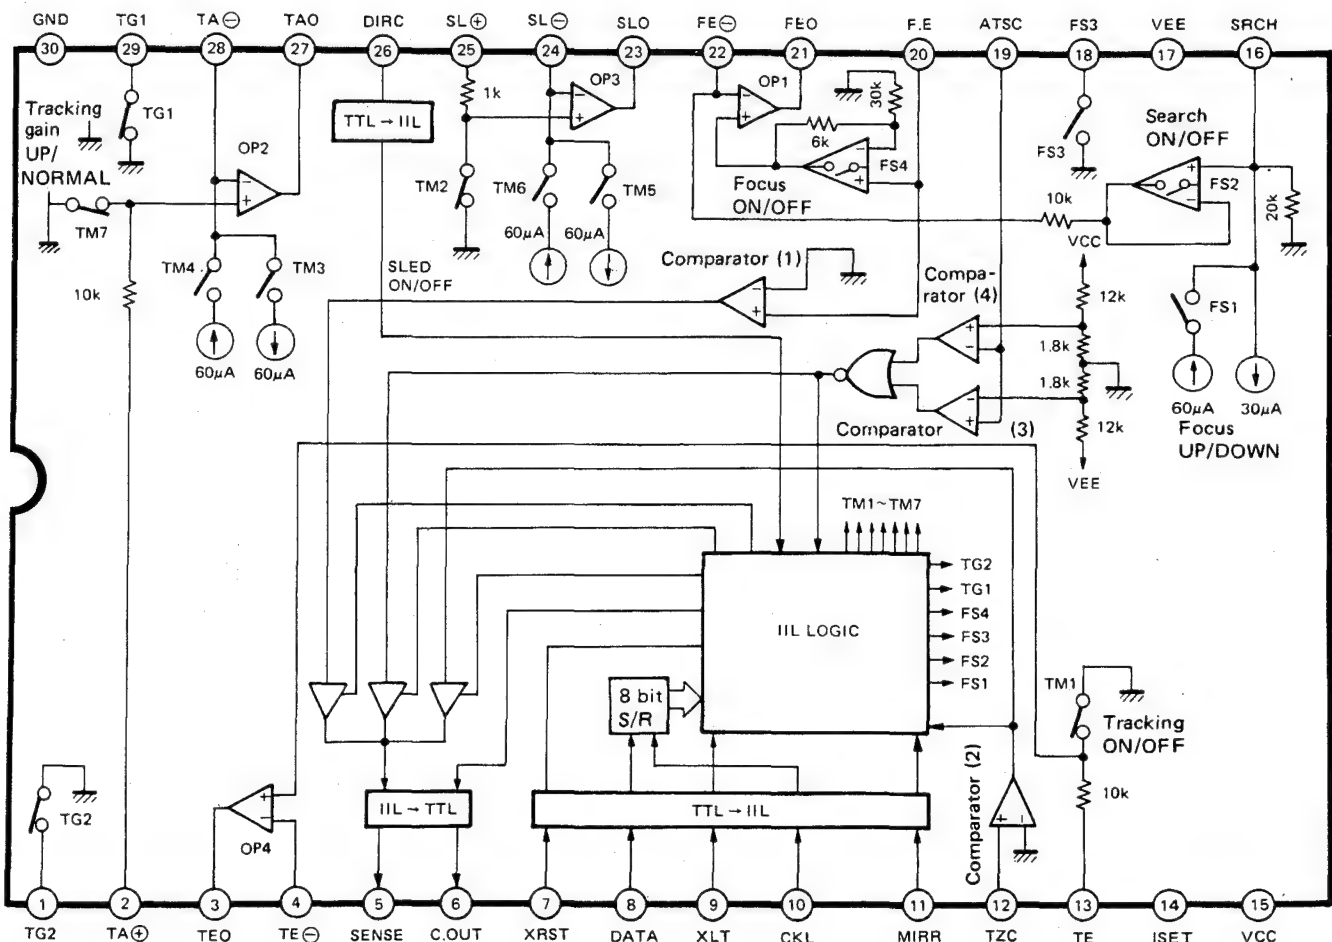 GND TG1 TA⊖ TAO DIRC SL⊕ SL⊖ SLO FE⊖ FEO F.E ATSC FS3 VEE SRCH
30 29 28 27 26 25 24 23 22 21 20 19 18 17 16
Tracking
gain
UP/
NORMAL
TG1
TM7
10k
OP2
TM4
TM3
60μA
60μA
TTL→IIL
SLED
ON/OFF
1k
TM2
OP3
TM6
TM5
60μA
60μA
OP1
30k
6k
FS4
Focus
ON/OFF
Comparator (1)
Compa-
rator (4)
Comparator (3)
FS3
Search
ON/OFF
FS2
10k
20k
VCC
12k
1.8k
1.8k
12k
VEE
FS1
60μA
30μA
Focus
UP/DOWN
TM1~TM7
IIL LOGIC
TG2
TG1
FS4
FS3
FS2
FS1
8 bit
S/R
TM1
Tracking
ON/OFF
10k
Comparator (2)
TG2
OP4
IIL→TTL
TTL→IIL
1 2 3 4 5 6 7 8 9 10 11 12 13 14 15
TG2 TA⊕ TEO TE⊖ SENSE C.OUT XRST DATA XLT CKL MIRR TZC TE ISET VCC